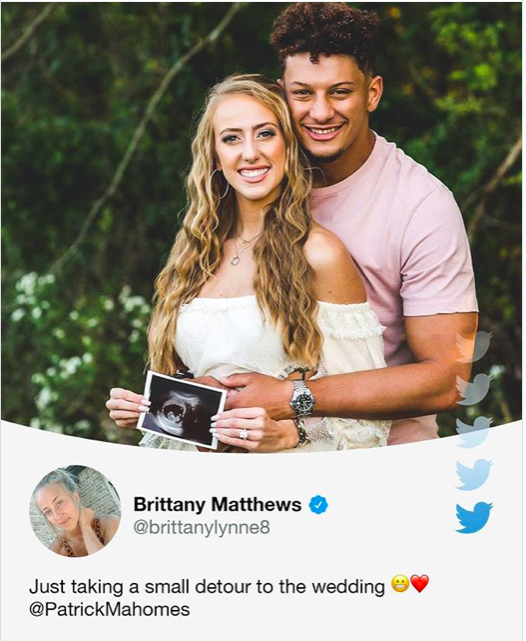 Brittany Matthews
@brittanylynne8
Just taking a small detour to the wedding 😁❤️
@PatrickMahomes